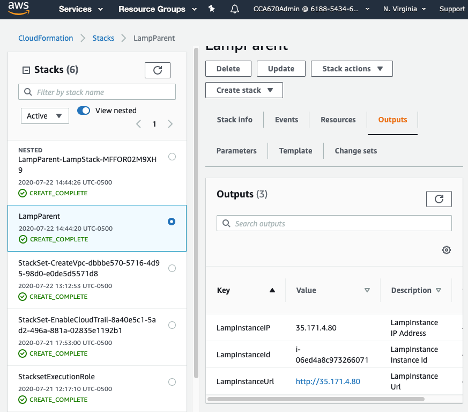 aws
Services
Resource Groups
CCA670Admin @ 6188-5434-6...
N. Virginia
Support
CloudFormation
Stacks
LampParent
Stacks (6)
Filter by stack name
Active
View nested
1
NESTED
LampParent-LampStack-MFFOR02M9XH
9
2020-07-22 14:44:26 UTC-0500
CREATE_COMPLETE
LampParent
2020-07-22 14:44:20 UTC-0500
CREATE_COMPLETE
StackSet-CreateVpc-dbbbe570-5716-4d9
5-98d0-e0de5d5571d8
2020-07-22 13:12:53 UTC-0500
CREATE_COMPLETE
StackSet-EnableCloudTrail-8a40e5c1-5a
d2-496a-881a-02835e1192b1
2020-07-21 17:53:00 UTC-0500
CREATE_COMPLETE
StacksetExecutionRole
2020-07-21 12:17:10 UTC-0500
CREATE_COMPLETE
LampParent
Delete
Update
Stack actions
Create stack
Stack info
Events
Resources
Outputs
Parameters
Template
Change sets
Outputs (3)
Search outputs
Key
Value
Description
LampInstanceIP
35.171.4.80
LampInstance
IP Address
LampInstanceId
i-
06ed4a8c973266071
LampInstance
Instance Id
LampInstanceUrl
http://35.171.4.80
LampInstance
Url